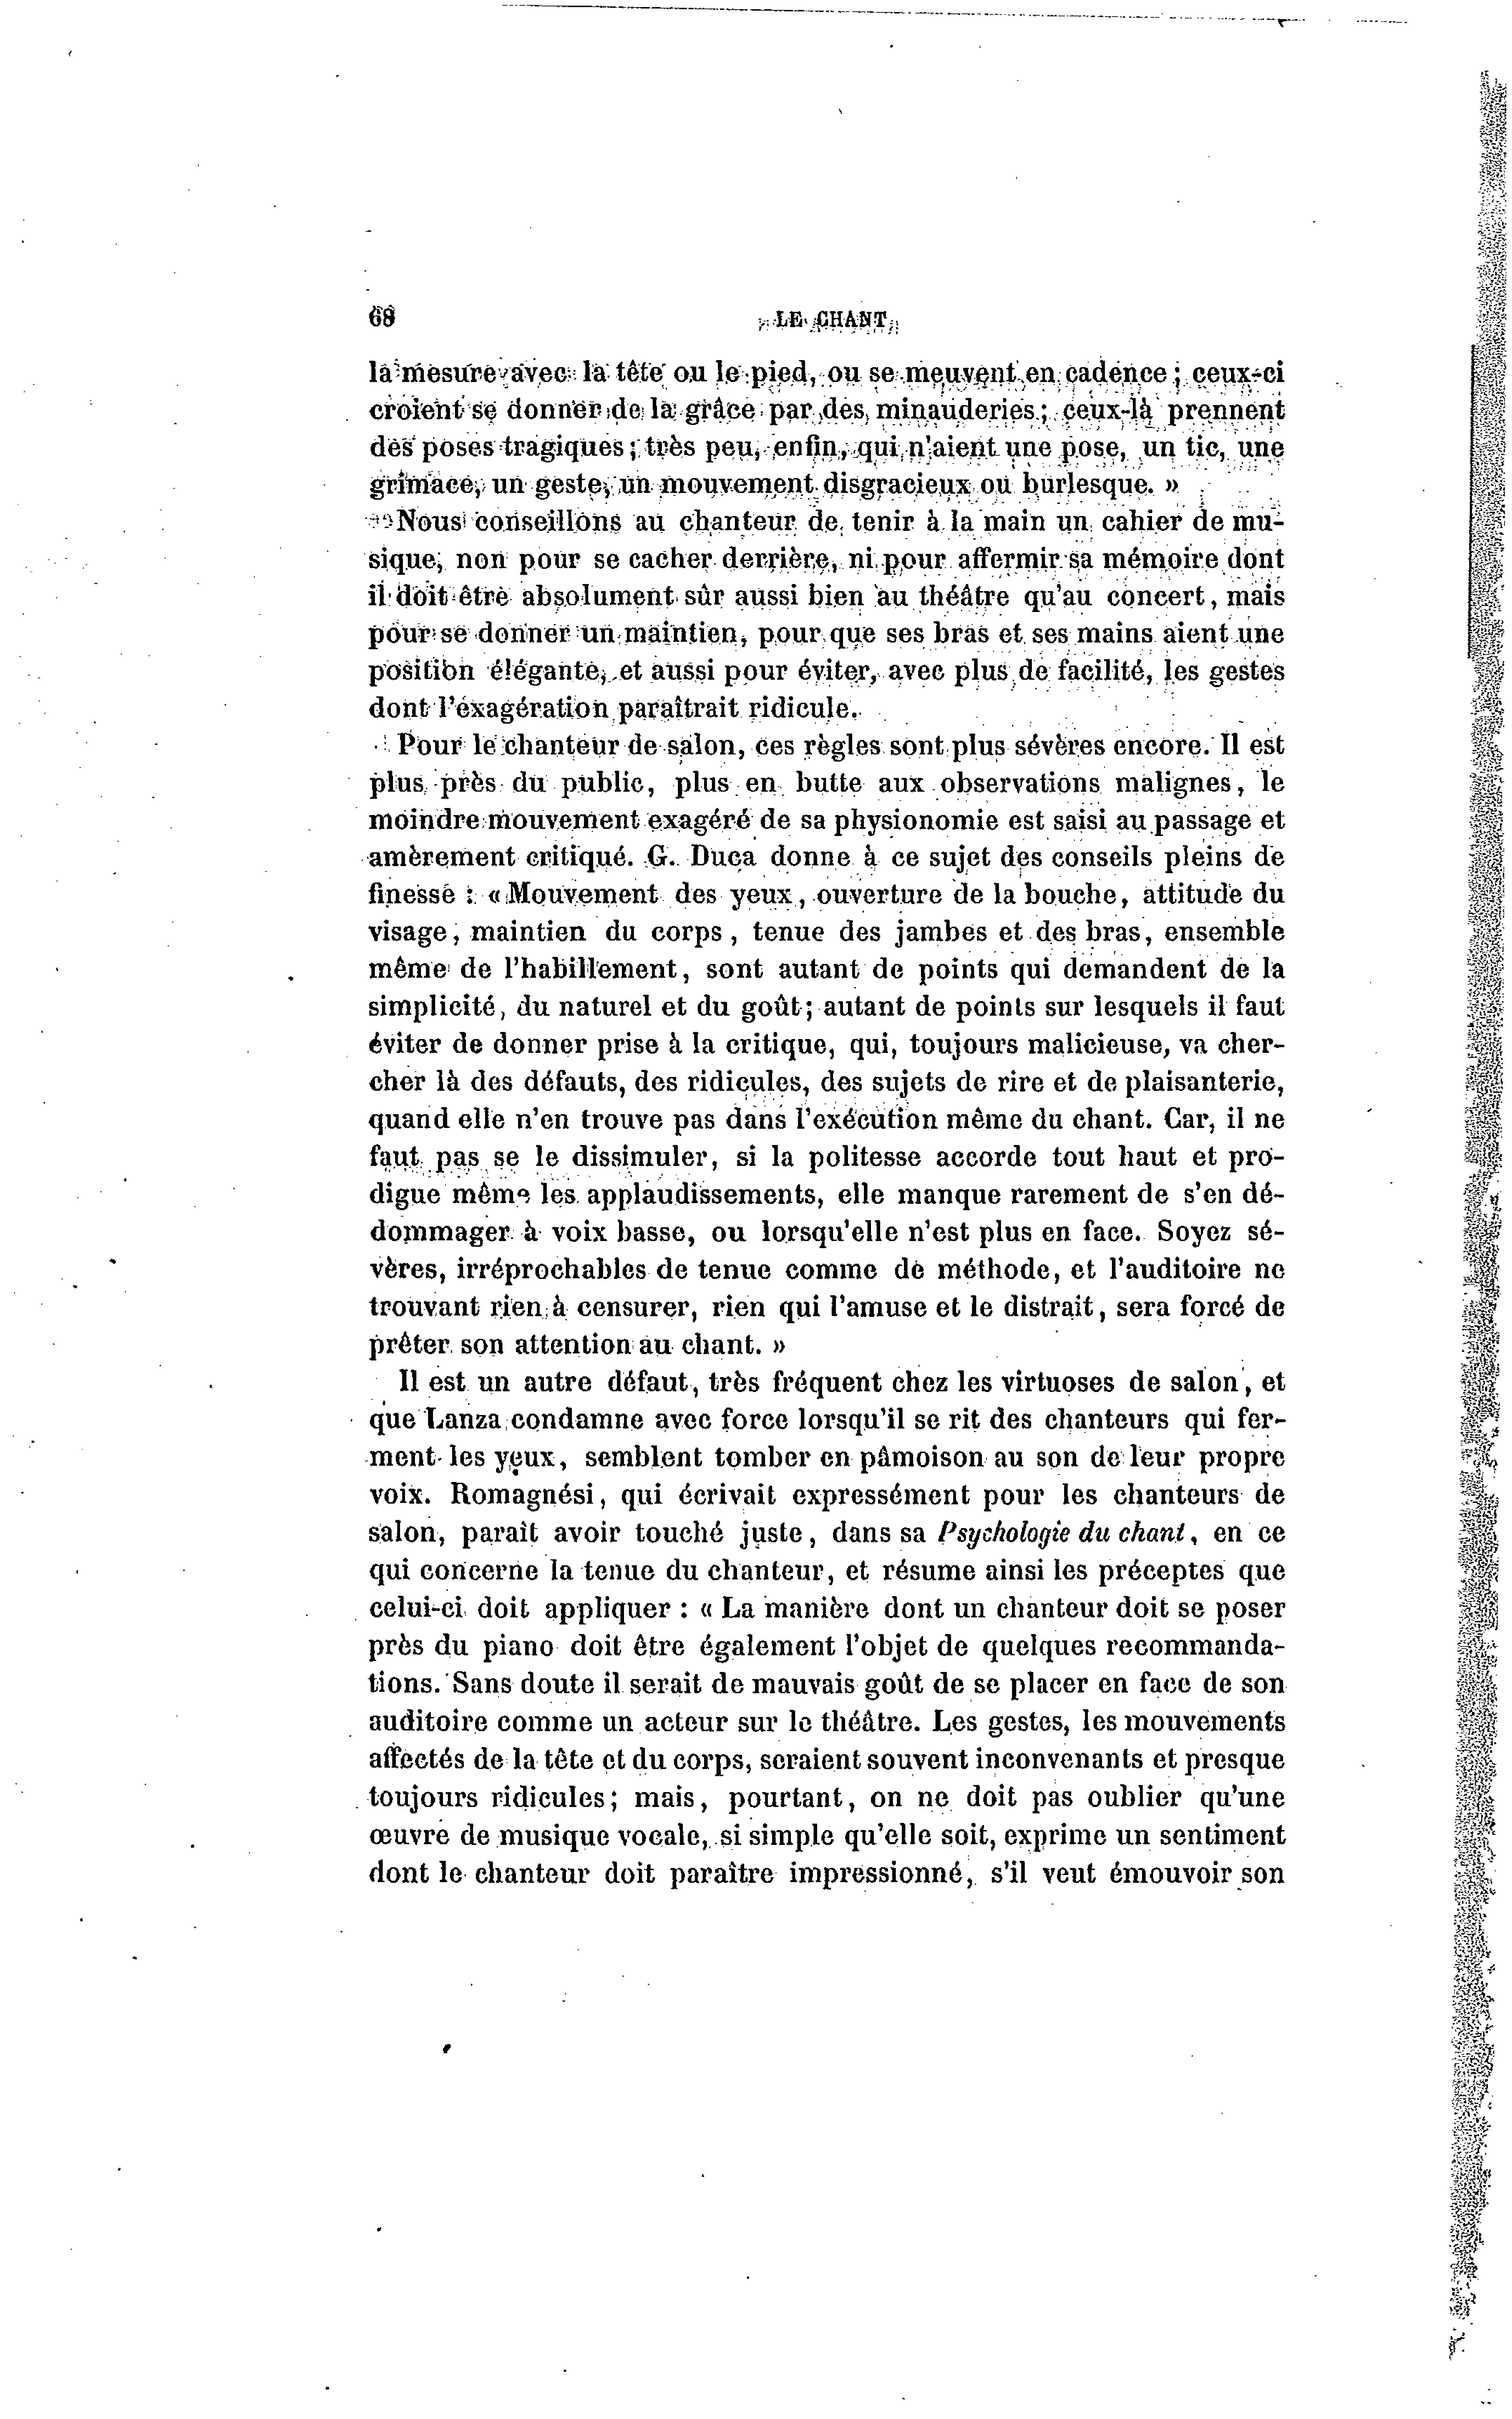 68
LE CHANT
la mesure avec la tête ou le pied, ou se meuvent en cadence ; ceux-ci
croient se donner de la grâce par des minauderies ; ceux-là prennent
des poses tragiques ; très peu, enfin, qui n'aient une pose, un tic, une
grimace, un geste, un mouvement disgracieux ou burlesque. »
Nous conseillons au chanteur de tenir à la main un cahier de mu-
sique, non pour se cacher derrière, ni pour affermir sa mémoire dont
il doit être absolument sûr aussi bien au théâtre qu'au concert, mais
pour se donner un maintien, pour que ses bras et ses mains aient une
position élégante, et aussi pour éviter, avec plus de facilité, les gestes
dont l'exagération paraîtrait ridicule.
Pour le chanteur de salon, ces règles sont plus sévères encore. Il est
plus près du public, plus en butte aux observations malignes, le
moindre mouvement exagéré de sa physionomie est saisi au passage et
amèrement critiqué. G. Duca donne à ce sujet des conseils pleins de
finesse : « Mouvement des yeux, ouverture de la bouche, attitude du
visage, maintien du corps, tenue des jambes et des bras, ensemble
même de l'habillement, sont autant de points qui demandent de la
simplicité, du naturel et du goût ; autant de points sur lesquels il faut
éviter de donner prise à la critique, qui, toujours malicieuse, va cher-
cher là des défauts, des ridicules, des sujets de rire et de plaisanterie,
quand elle n'en trouve pas dans l'exécution même du chant. Car, il ne
faut pas se le dissimuler, si la politesse accorde tout haut et pro-
digue même les applaudissements, elle manque rarement de s'en dé-
dommager à voix basse, ou lorsqu'elle n'est plus en face. Soyez sé-
vères, irréprochables de tenue comme de méthode, et l'auditoire ne
trouvant rien à censurer, rien qui l'amuse et le distrait, sera forcé de
prêter son attention au chant. »
Il est un autre défaut, très fréquent chez les virtuoses de salon, et
que Lanza condamne avec force lorsqu'il se rit des chanteurs qui fer-
ment les yeux, semblent tomber en pâmoison au son de leur propre
voix. Romagnési, qui écrivait expressément pour les chanteurs de
salon, paraît avoir touché juste, dans sa Psychologie du chant, en ce
qui concerne la tenue du chanteur, et résume ainsi les préceptes que
celui-ci doit appliquer : « La manière dont un chanteur doit se poser
près du piano doit être également l'objet de quelques recommanda-
tions. Sans doute il serait de mauvais goût de se placer en face de son
auditoire comme un acteur sur le théâtre. Les gestes, les mouvements
affectés de la tête et du corps, seraient souvent inconvenants et presque
toujours ridicules ; mais, pourtant, on ne doit pas oublier qu'une
œuvre de musique vocale, si simple qu'elle soit, exprime un sentiment
dont le chanteur doit paraître impressionné, s'il veut émouvoir son